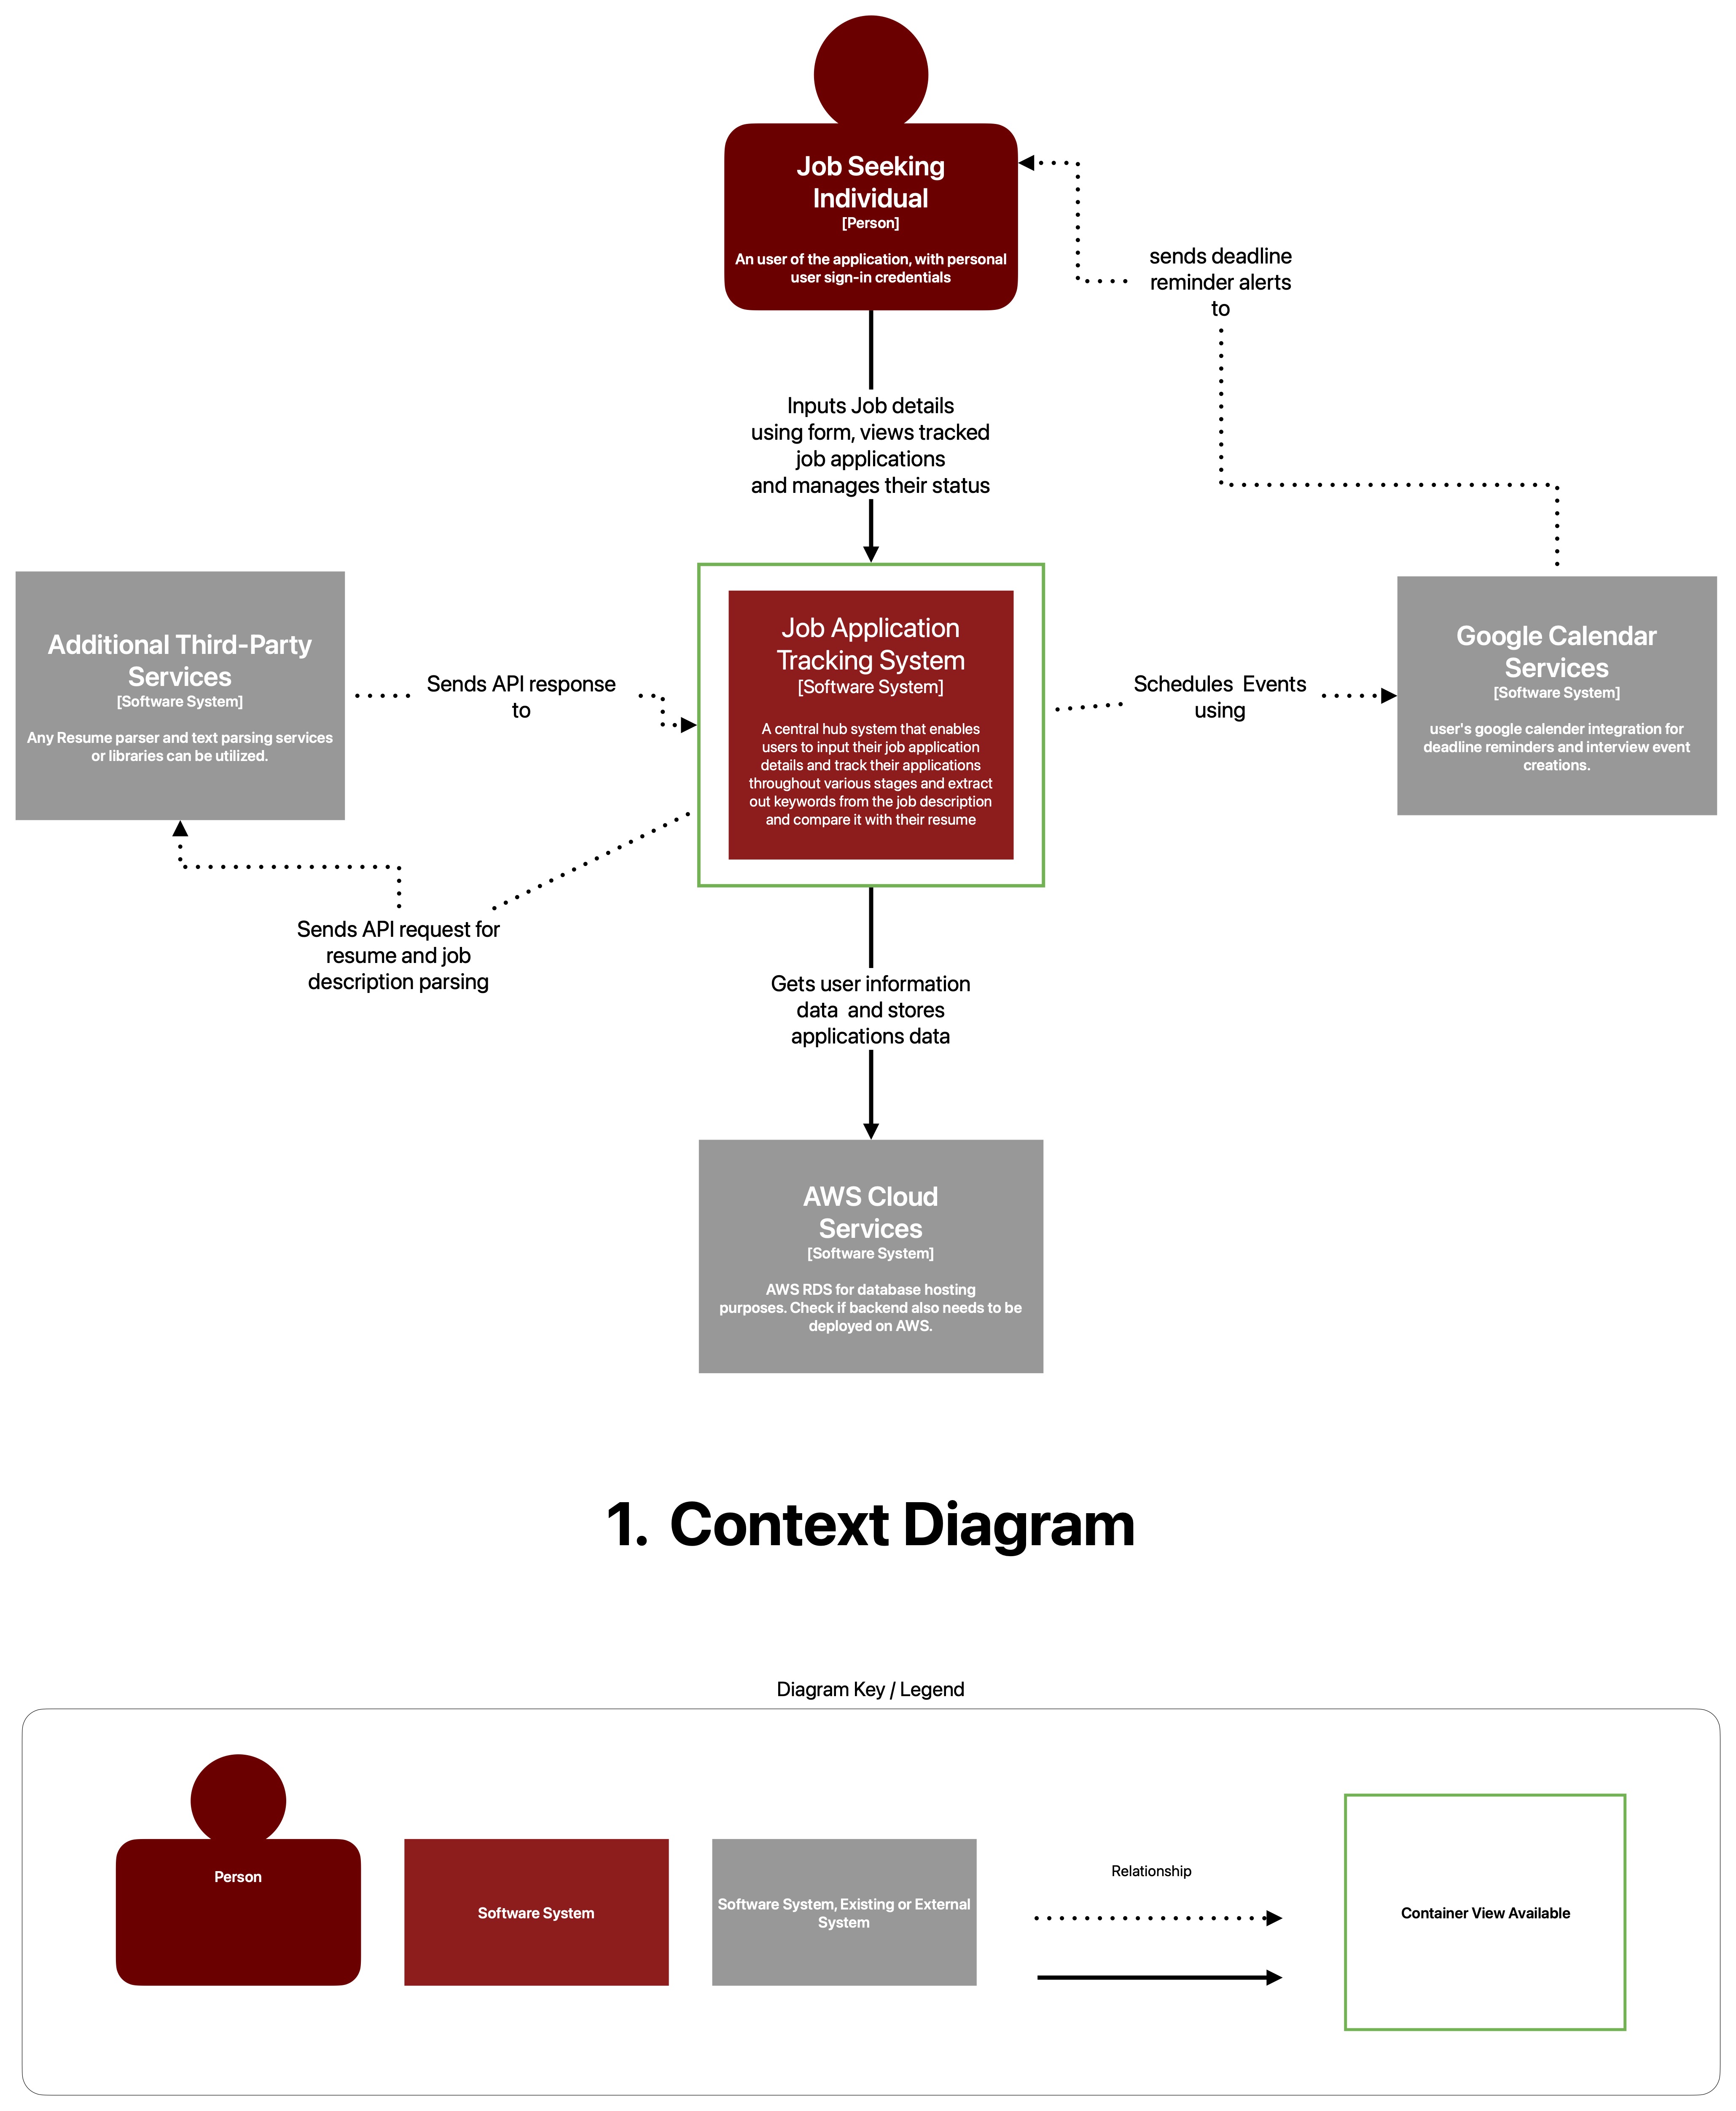 Job Seeking
Individual
[Person]
An user of the application, with personal
user sign-in credentials
sends deadline
reminder alerts
to
Inputs Job details
using form, views tracked
job applications
and manages their status
Additional Third-Party
Services
[Software System]
Any Resume parser and text parsing services
or libraries can be utilized.
Sends API response
to
Job Application
Tracking System
[Software System]
A central hub system that enables
users to input their job application
details and track their applications
throughout various stages and extract
out keywords from the job description
and compare it with their resume
Schedules  Events
using
Google Calendar
Services
[Software System]
user's google calender integration for
deadline reminders and interview event
creations.
Sends API request for
resume and job
description parsing
Gets user information
data  and stores
applications data
AWS Cloud
Services
[Software System]
AWS RDS for database hosting
purposes. Check if backend also needs to be
deployed on AWS.
1. Context Diagram
Diagram Key / Legend
Person
Software System
Software System, Existing or External
System
Relationship
Container View Available